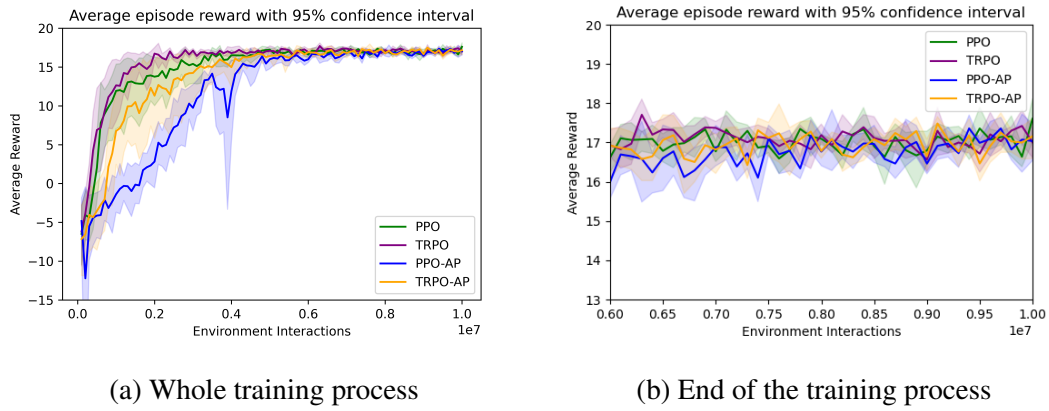 Average episode reward with 95% confidence interval
20
15
10
5
0
−5
−10
−15
Average Reward
PPO
TRPO
PPO-AP
TRPO-AP
0.0
0.2
0.4
0.6
0.8
1.0
1e7
Environment Interactions
(a) Whole training process
Average episode reward with 95% confidence interval
20
19
18
17
16
15
14
13
Average Reward
PPO
TRPO
PPO-AP
TRPO-AP
0.60
0.65
0.70
0.75
0.80
0.85
0.90
0.95
1.00
1e7
Environment Interactions
(b) End of the training process